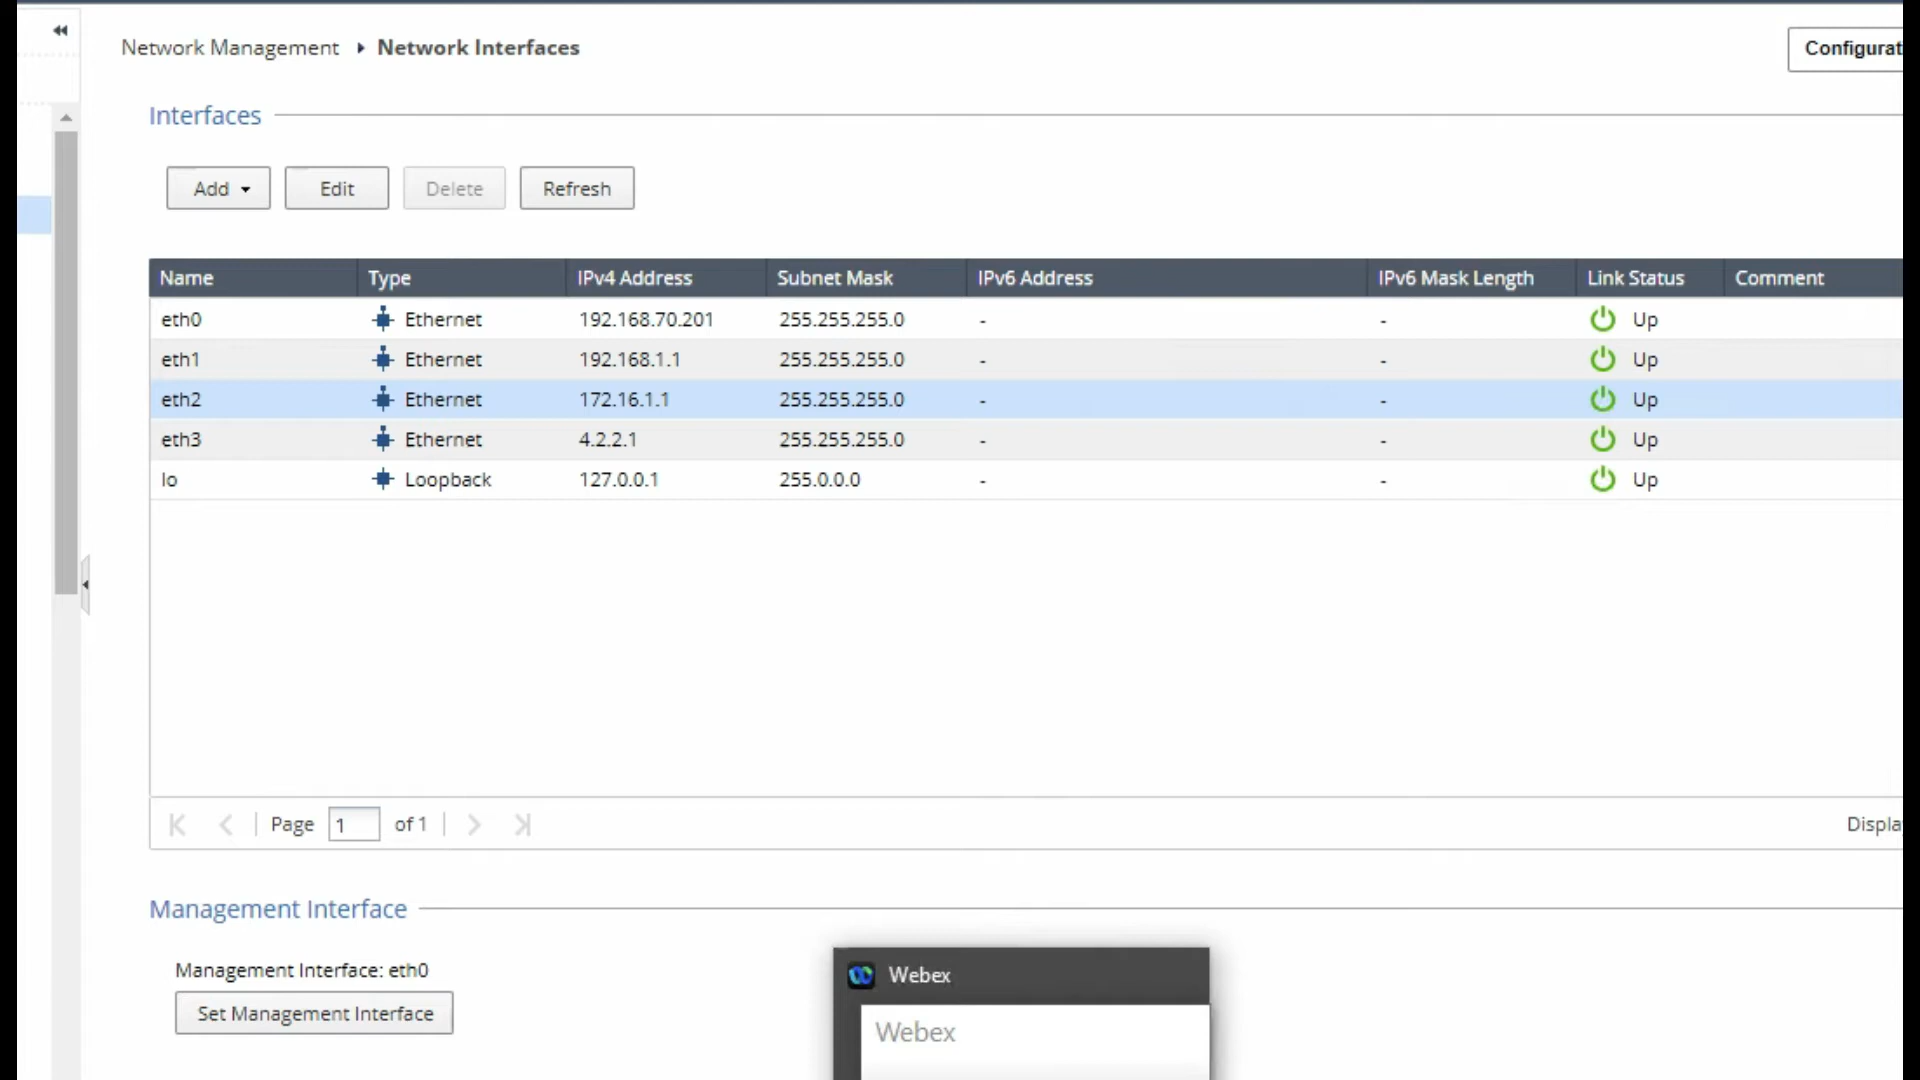 Network Management Network Interfaces
Configurat
Interfaces
Add Edit Delete Refresh
Name Type IPv4 Address Subnet Mask IPv6 Address IPv6 Mask Length Link Status Comment
eth0 Ethernet 192.168.70.201 255.255.255.0 - - Up
eth1 Ethernet 192.168.1.1 255.255.255.0 - - Up
eth2 Ethernet 172.16.1.1 255.255.255.0 - - Up
eth3 Ethernet 4.2.2.1 255.255.255.0 - - Up
lo Loopback 127.0.0.1 255.0.0.0 - - Up
Page 1 of 1 Displa
Management Interface
Management Interface: eth0
Set Management Interface
Webex
Webex